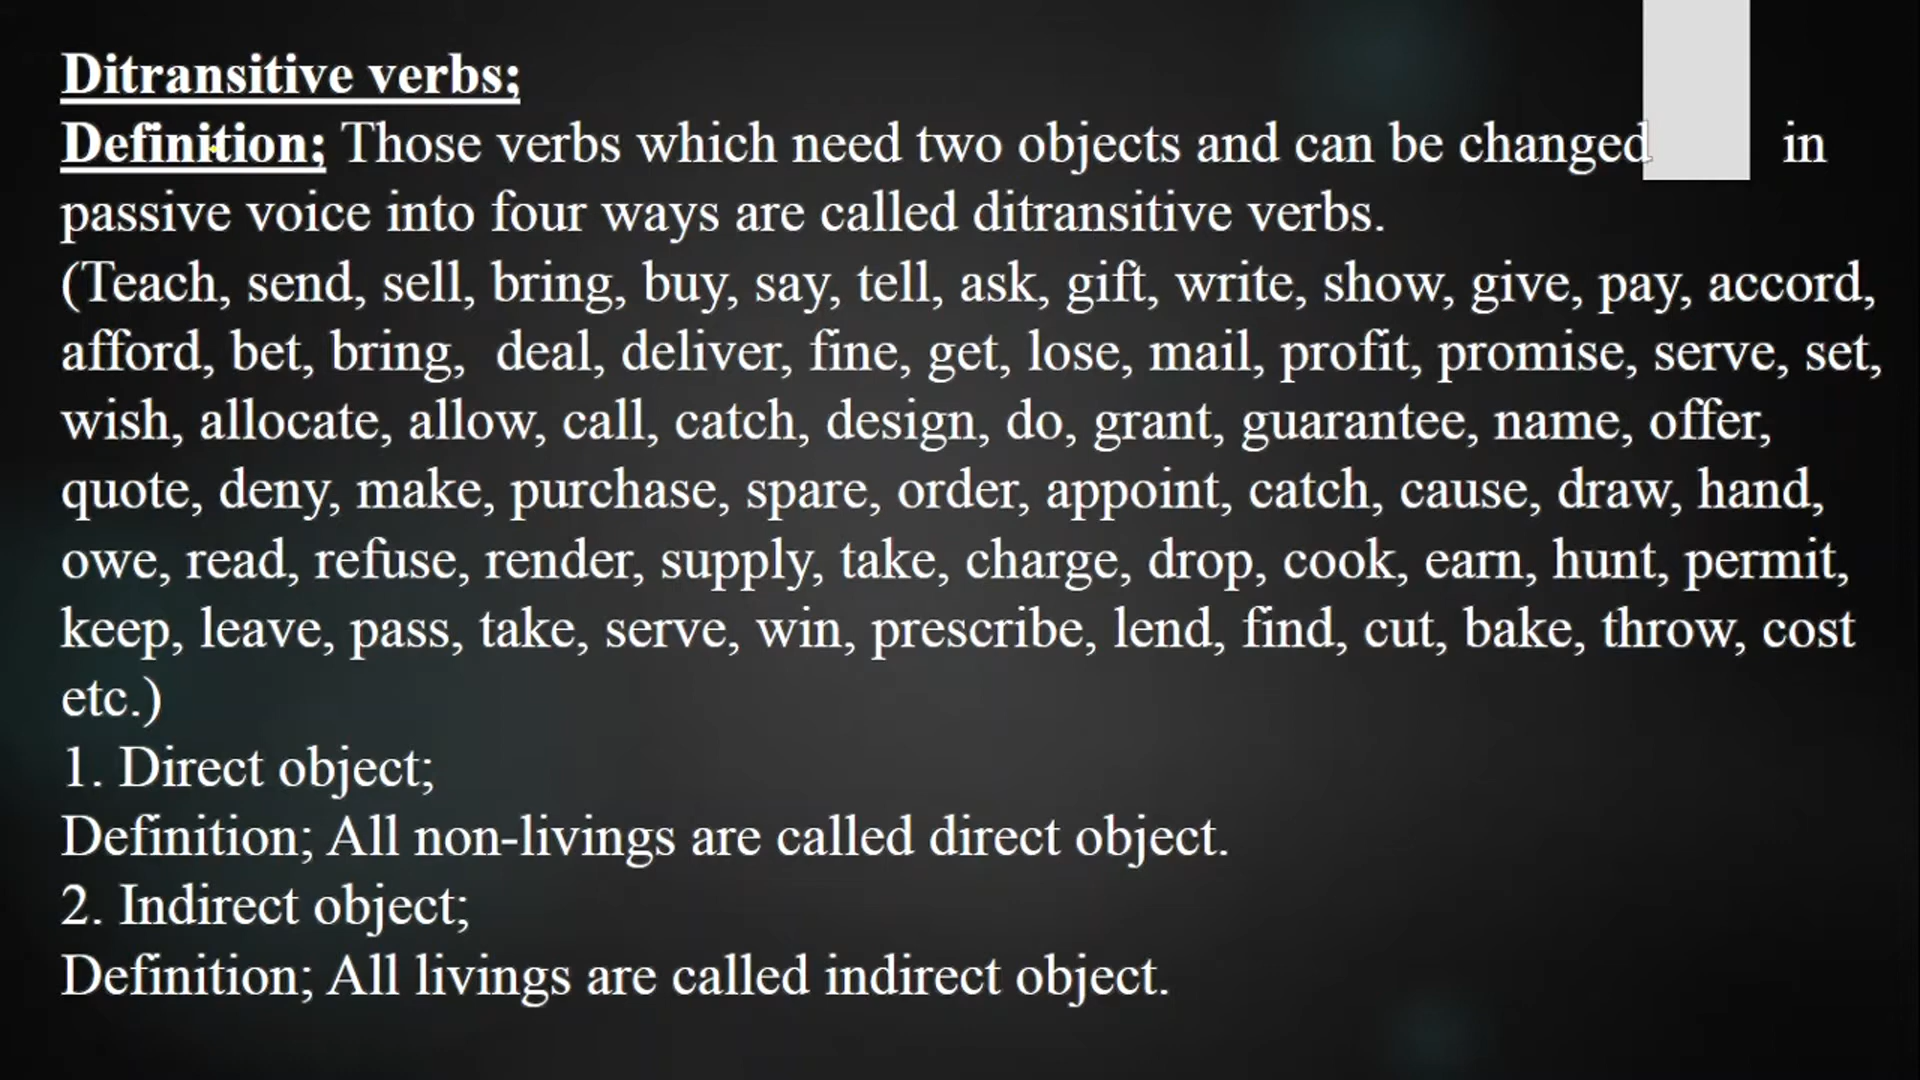 Ditransitive verbs;
Definition; Those verbs which need two objects and can be changed in
passive voice into four ways are called ditransitive verbs.
(Teach, send, sell, bring, buy, say, tell, ask, gift, write, show, give, pay, accord,
afford, bet, bring, deal, deliver, fine, get, lose, mail, profit, promise, serve, set,
wish, allocate, allow, call, catch, design, do, grant, guarantee, name, offer,
quote, deny, make, purchase, spare, order, appoint, catch, cause, draw, hand,
owe, read, refuse, render, supply, take, charge, drop, cook, earn, hunt, permit,
keep, leave, pass, take, serve, win, prescribe, lend, find, cut, bake, throw, cost
etc.)
1. Direct object;
Definition; All non-livings are called direct object.
2. Indirect object;
Definition; All livings are called indirect object.